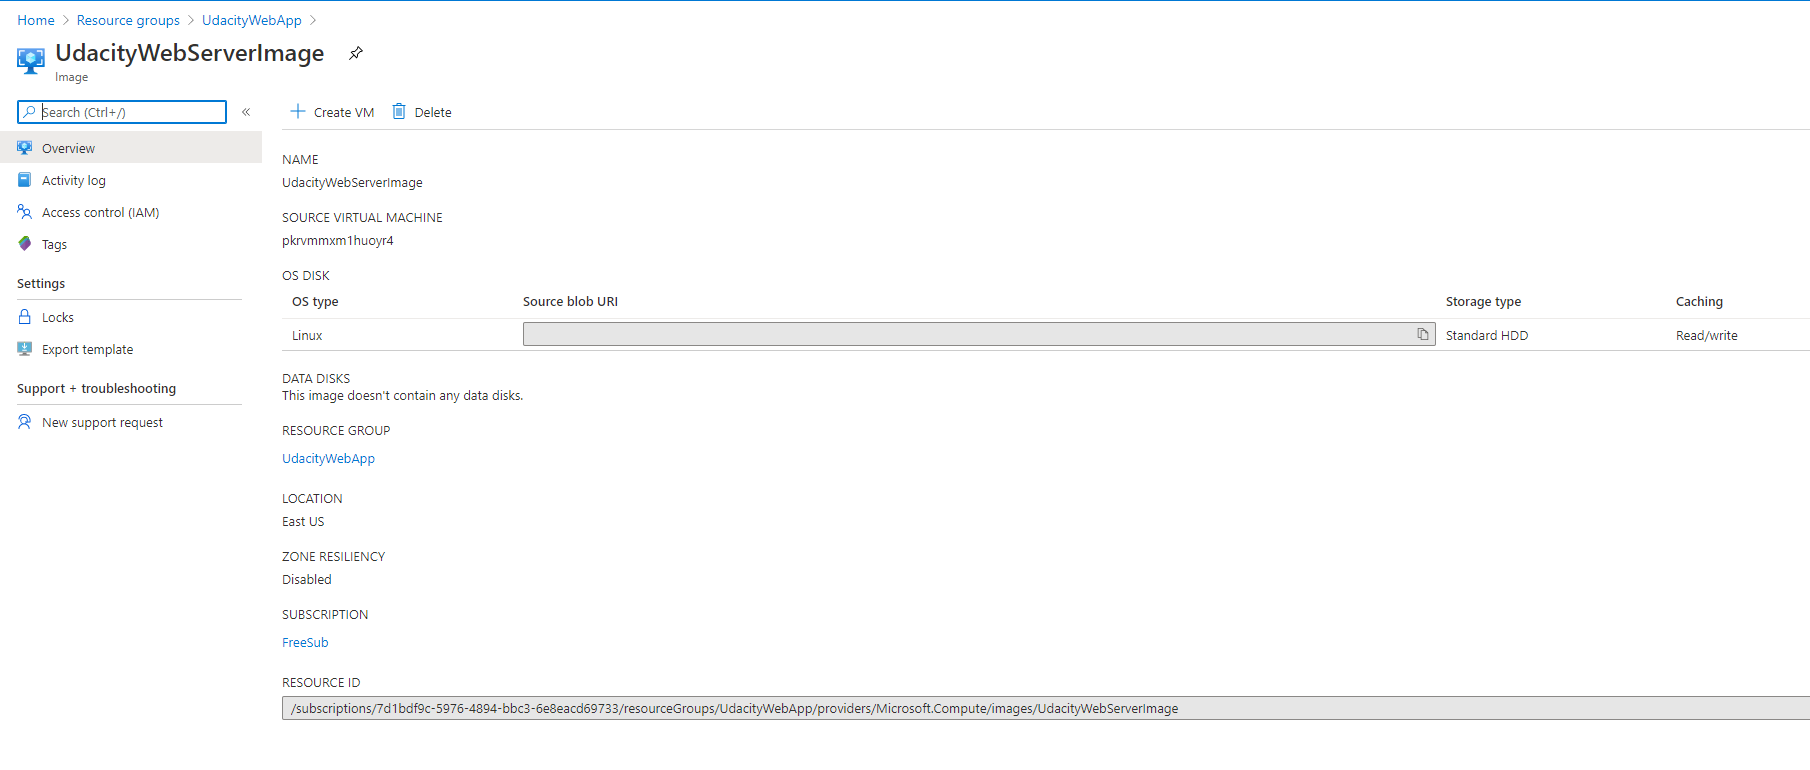 Home > Resource groups > UdacityWebApp >
UdacityWebServerImage
Image
Search (Ctrl+/)
«
Overview
Activity log
Access control (IAM)
Tags
Settings
Locks
Export template
Support + troubleshooting
New support request
+ Create VM Delete
NAME
UdacityWebServerImage
SOURCE VIRTUAL MACHINE
pkrvmmxm1huoyr4
OS DISK
OS type Source blob URI Storage type Caching
Linux Standard HDD Read/write
DATA DISKS
This image doesn't contain any data disks.
RESOURCE GROUP
UdacityWebApp
LOCATION
East US
ZONE RESILIENCY
Disabled
SUBSCRIPTION
FreeSub
RESOURCE ID
/subscriptions/7d1bdf9c-5976-4894-bbc3-6e8eacd69733/resourceGroups/UdacityWebApp/providers/Microsoft.Compute/images/UdacityWebServerImage